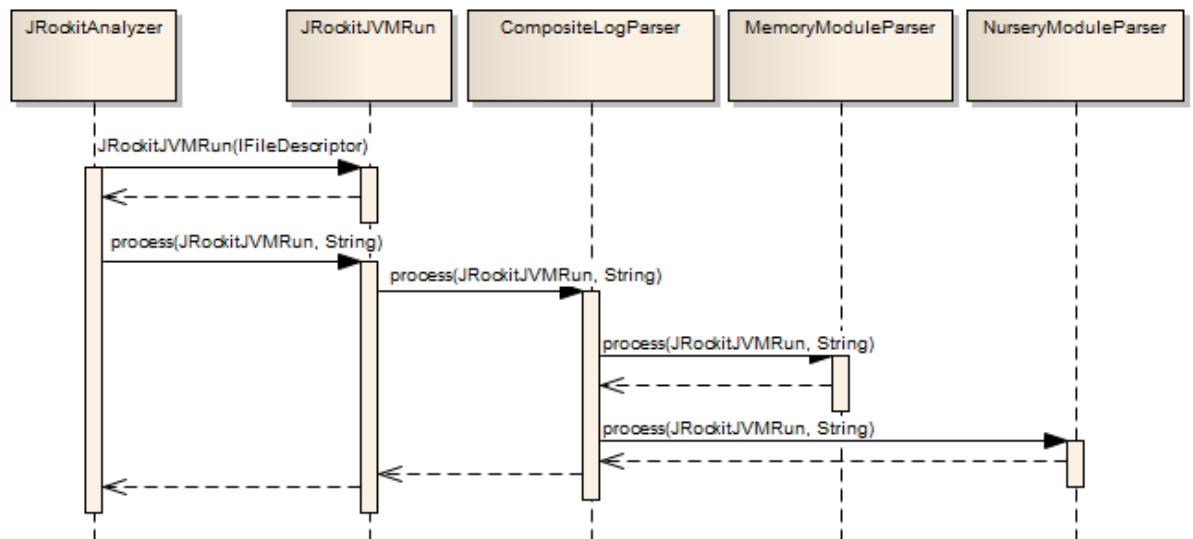 JRockitAnalyzer
JRockitJVMRun
CompositeLogParser
MemoryModuleParser
NurseryModuleParser
JRockitJVMRun(IFileDescriptor)
process(JRockitJVMRun, String)
process(JRockitJVMRun, String)
process(JRockitJVMRun, String)
process(JRockitJVMRun, String)